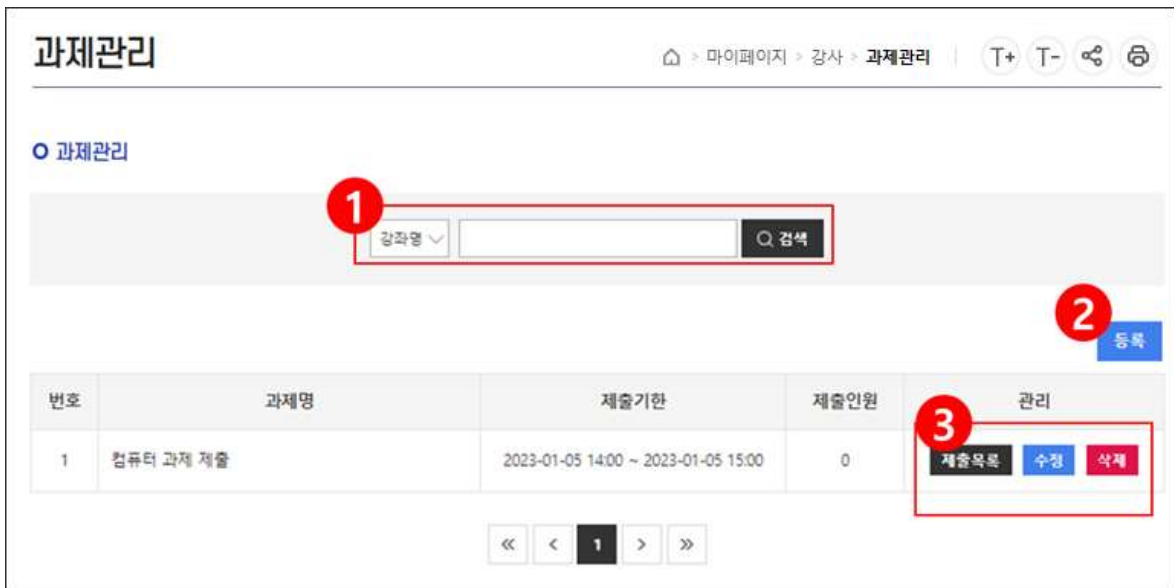 과제관리
> 마이페이지 > 강사 > 과제관리 T+ T-
과제관리
1
강좌명 검색
2
등록
번호 과제명 제출기한 제출인원 관리
3
1 컴퓨터 과제 제출 2023-01-05 14:00 ~ 2023-01-05 15:00 0 제출목록 수정 삭제
« < 1 > »